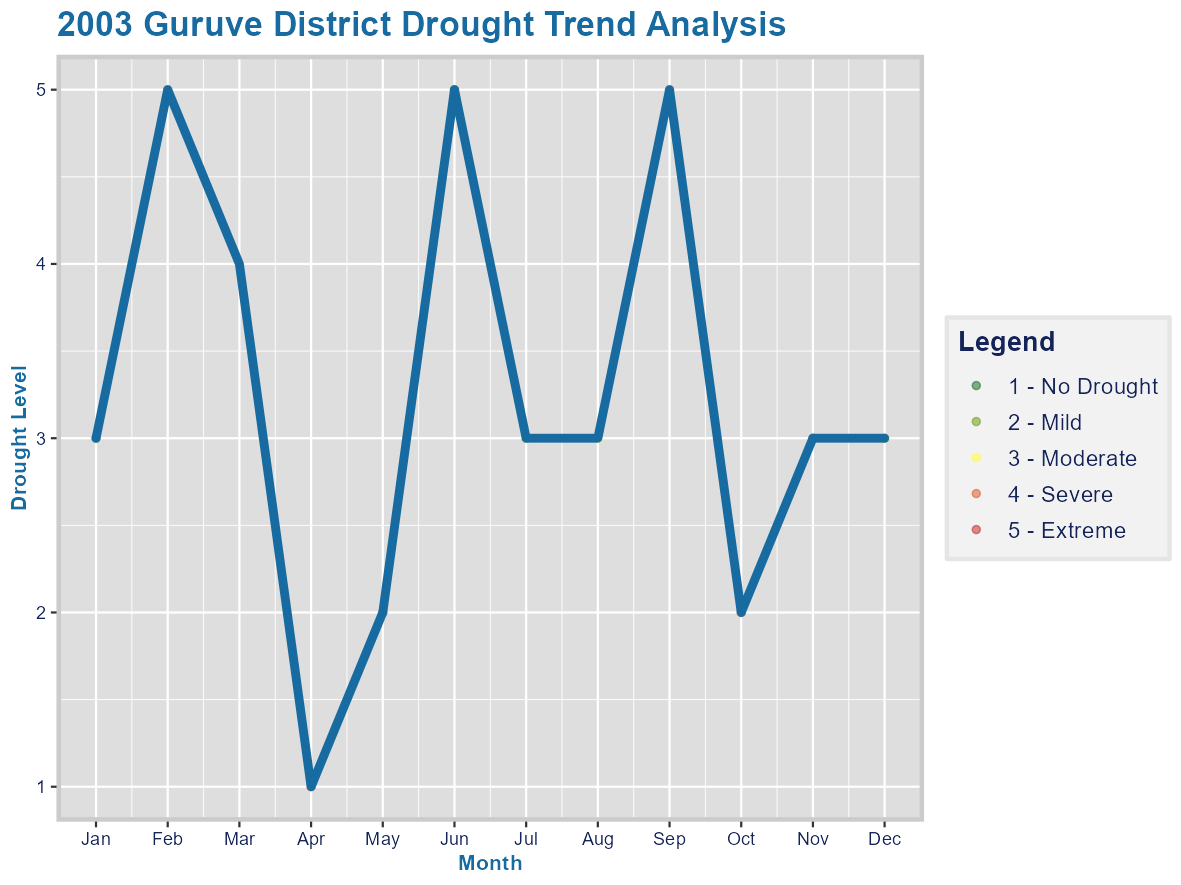 2003 Guruve District Drought Trend Analysis
Drought Level
5
4
3
2
1
Jan Feb Mar Apr May Jun Jul Aug Sep Oct Nov Dec
Month
Legend
1 - No Drought
2 - Mild
3 - Moderate
4 - Severe
5 - Extreme